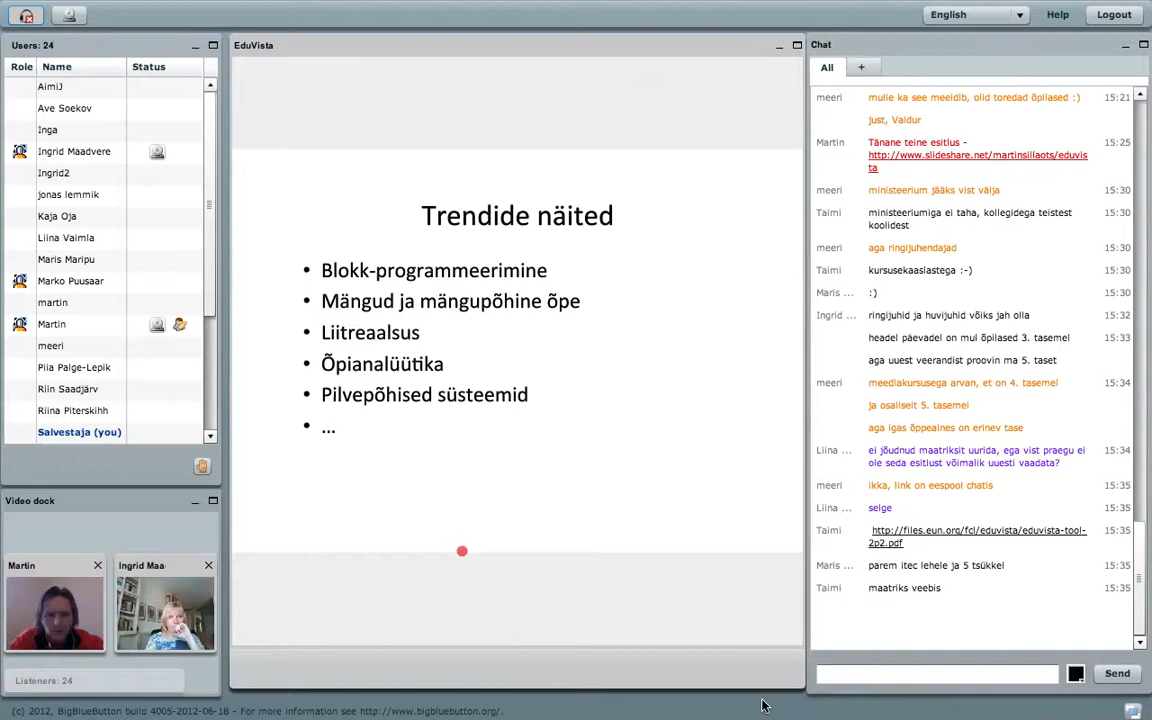 English
Help
Logout
Users: 24
Role Name Status
AimiJ
Ave Soekov
Inga
Ingrid Maadvere
Ingrid2
jonas lemmik
Kaja Oja
Liina Vaimla
Maris Maripu
Marko Puusaar
martin
Martin
meeri
Piia Palge-Lepik
Riin Saadjärv
Riina Piterskihh
Salvestaja (you)
Video dock
Martin
Ingrid Maa
Listeners: 24
EduVista
Trendide näited
• Blokk-programmeerimine
• Mängud ja mängupõhine õpe
• Liitreaalsus
• Õpianalüütika
• Pilvepõhised süsteemid
• ...
Chat
All +
meeri mulle ka see meeldib, olid toredad õpilased :) 15:21
just, Valdur
Martin Tänane teine esitlus - 15:25
http://www.slideshare.net/martinsillaots/eduvis
ta
meeri ministeerium jääks vist välja 15:30
Taimi ministeeriumiga ei taha, kollegidega teistest 15:30
koolidest
meeri aga ringijuhendajad 15:30
Taimi kursusekaaslastega :-) 15:30
Maris ... :) 15:30
Ingrid ... ringijuhid ja huvijuhid võiks jah olla 15:32
headel päevadel on mul õpilased 3. tasemel 15:33
aga uuest veerandist proovin ma 5. taset
meeri meediakursusega arvan, et on 4. tasemel 15:34
ja osaliselt 5. tasemel
aga igas õppeaines on erinev tase
Liina ... ei jõudnud maatriksit uurida, ega vist praegu ei 15:34
ole seda esitlust võimalik uuesti vaadata?
meeri ikka, link on eespool chatis 15:35
Liina ... selge 15:35
Taimi http://files.eun.org/fcl/eduvista/eduvista-tool- 15:35
2p2.pdf
Maris ... parem itec lehele ja 5 tsükkel 15:35
Taimi maatriks veebis 15:35
Send
(c) 2012, BigBlueButton build 4005-2012-06-18 - For more information see http://www.bigbluebutton.org/.